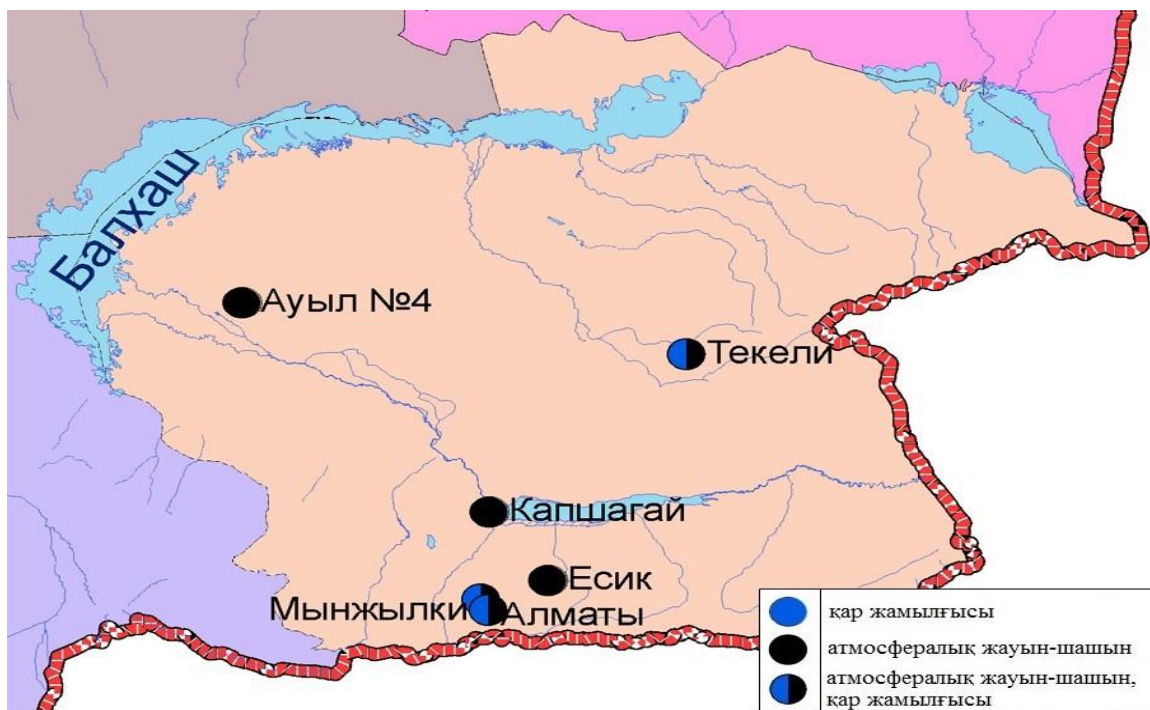 Балхаш
Ауыл №4
Текели
Капшагай
Есик
Мынжылки
Алматы
қар жамылғысы
атмосфералық жауын-шашын
атмосфералық жауын-шашын,
қар жамылғысы